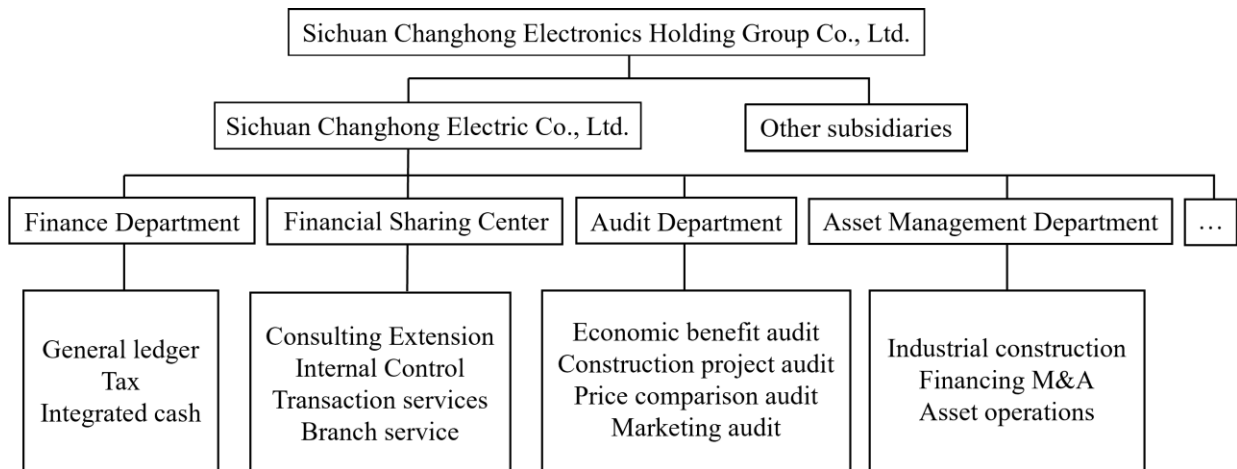 Sichuan Changhong Electronics Holding Group Co., Ltd.
Sichuan Changhong Electric Co., Ltd.
Other subsidiaries
Finance Department
Financial Sharing Center
Audit Department
Asset Management Department
…
General ledger
Tax
Integrated cash
Consulting Extension
Internal Control
Transaction services
Branch service
Economic benefit audit
Construction project audit
Price comparison audit
Marketing audit
Industrial construction
Financing M&A
Asset operations